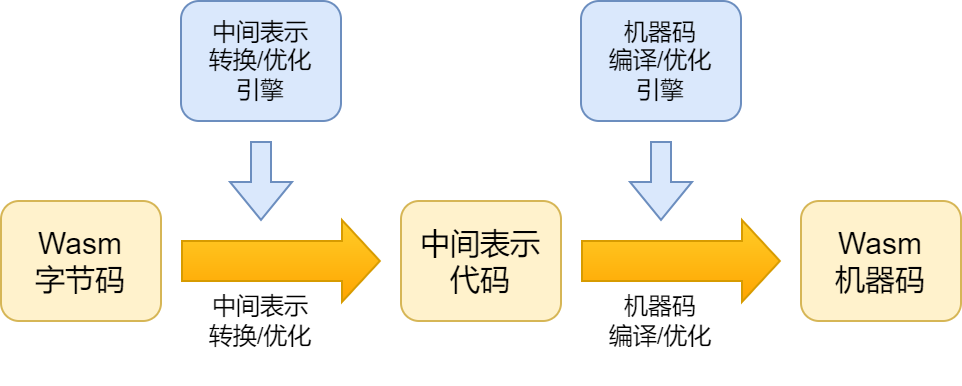 中间表示
转换/优化
引擎
机器码
编译/优化
引擎
Wasm
字节码
中间表示
转换/优化
中间表示
代码
机器码
编译/优化
Wasm
机器码